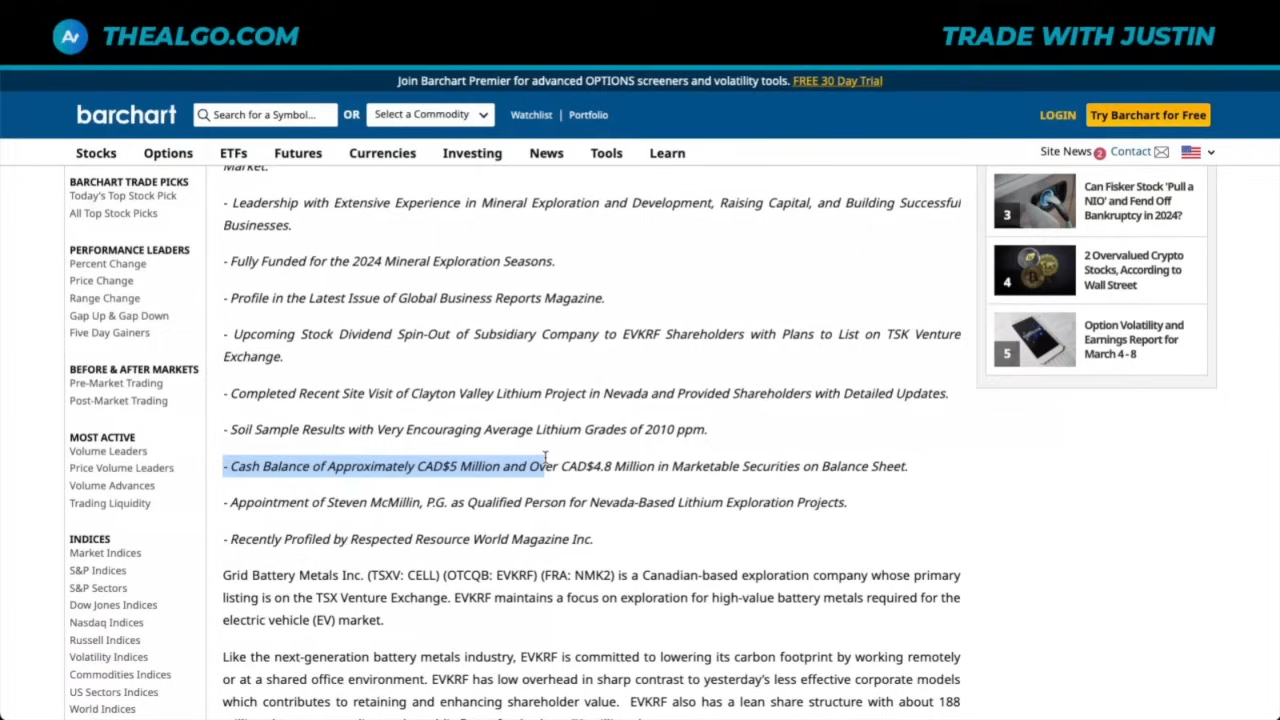 THEALGO.COM
TRADE WITH JUSTIN
Join Barchart Premier for advanced OPTIONS screeners and volatility tools. FREE 30 Day Trial
barchart
Search for a Symbol...
OR
Select a Commodity
Watchlist | Portfolio
LOGIN
Try Barchart for Free
Stocks
Options
ETFs
Futures
Currencies
Investing
News
Tools
Learn
Site News 2
Contact
BARCHART TRADE PICKS
Today's Top Stock Pick
All Top Stock Picks
PERFORMANCE LEADERS
Percent Change
Price Change
Range Change
Gap Up & Gap Down
Five Day Gainers
BEFORE & AFTER MARKETS
Pre-Market Trading
Post-Market Trading
MOST ACTIVE
Volume Leaders
Price Volume Leaders
Volume Advances
Trading Liquidity
INDICES
Market Indices
S&P Indices
S&P Sectors
Dow Jones Indices
Nasdaq Indices
Russell Indices
Volatility Indices
Commodities Indices
US Sectors Indices
World Indices
Market.
- Leadership with Extensive Experience in Mineral Exploration and Development, Raising Capital, and Building Successful
Businesses.
- Fully Funded for the 2024 Mineral Exploration Seasons.
- Profile in the Latest Issue of Global Business Reports Magazine.
- Upcoming Stock Dividend Spin-Out of Subsidiary Company to EVKRF Shareholders with Plans to List on TSK Venture
Exchange.
- Completed Recent Site Visit of Clayton Valley Lithium Project in Nevada and Provided Shareholders with Detailed Updates.
- Soil Sample Results with Very Encouraging Average Lithium Grades of 2010 ppm.
- Cash Balance of Approximately CAD$5 Million and Over CAD$4.8 Million in Marketable Securities on Balance Sheet.
- Appointment of Steven McMillin, P.G. as Qualified Person for Nevada-Based Lithium Exploration Projects.
- Recently Profiled by Respected Resource World Magazine Inc.
Grid Battery Metals Inc. (TSXV: CELL) (OTCQB: EVKRF) (FRA: NMK2) is a Canadian-based exploration company whose primary
listing is on the TSX Venture Exchange. EVKRF maintains a focus on exploration for high-value battery metals required for the
electric vehicle (EV) market.
Like the next-generation battery metals industry, EVKRF is committed to lowering its carbon footprint by working remotely
or at a shared office environment. EVKRF has low overhead in sharp contrast to yesterday's less effective corporate models
which contributes to retaining and enhancing shareholder value. EVKRF also has a lean share structure with about 188
3
Can Fisker Stock 'Pull a
NIO' and Fend Off
Bankruptcy in 2024?
4
2 Overvalued Crypto
Stocks, According to
Wall Street
5
Option Volatility and
Earnings Report for
March 4 - 8